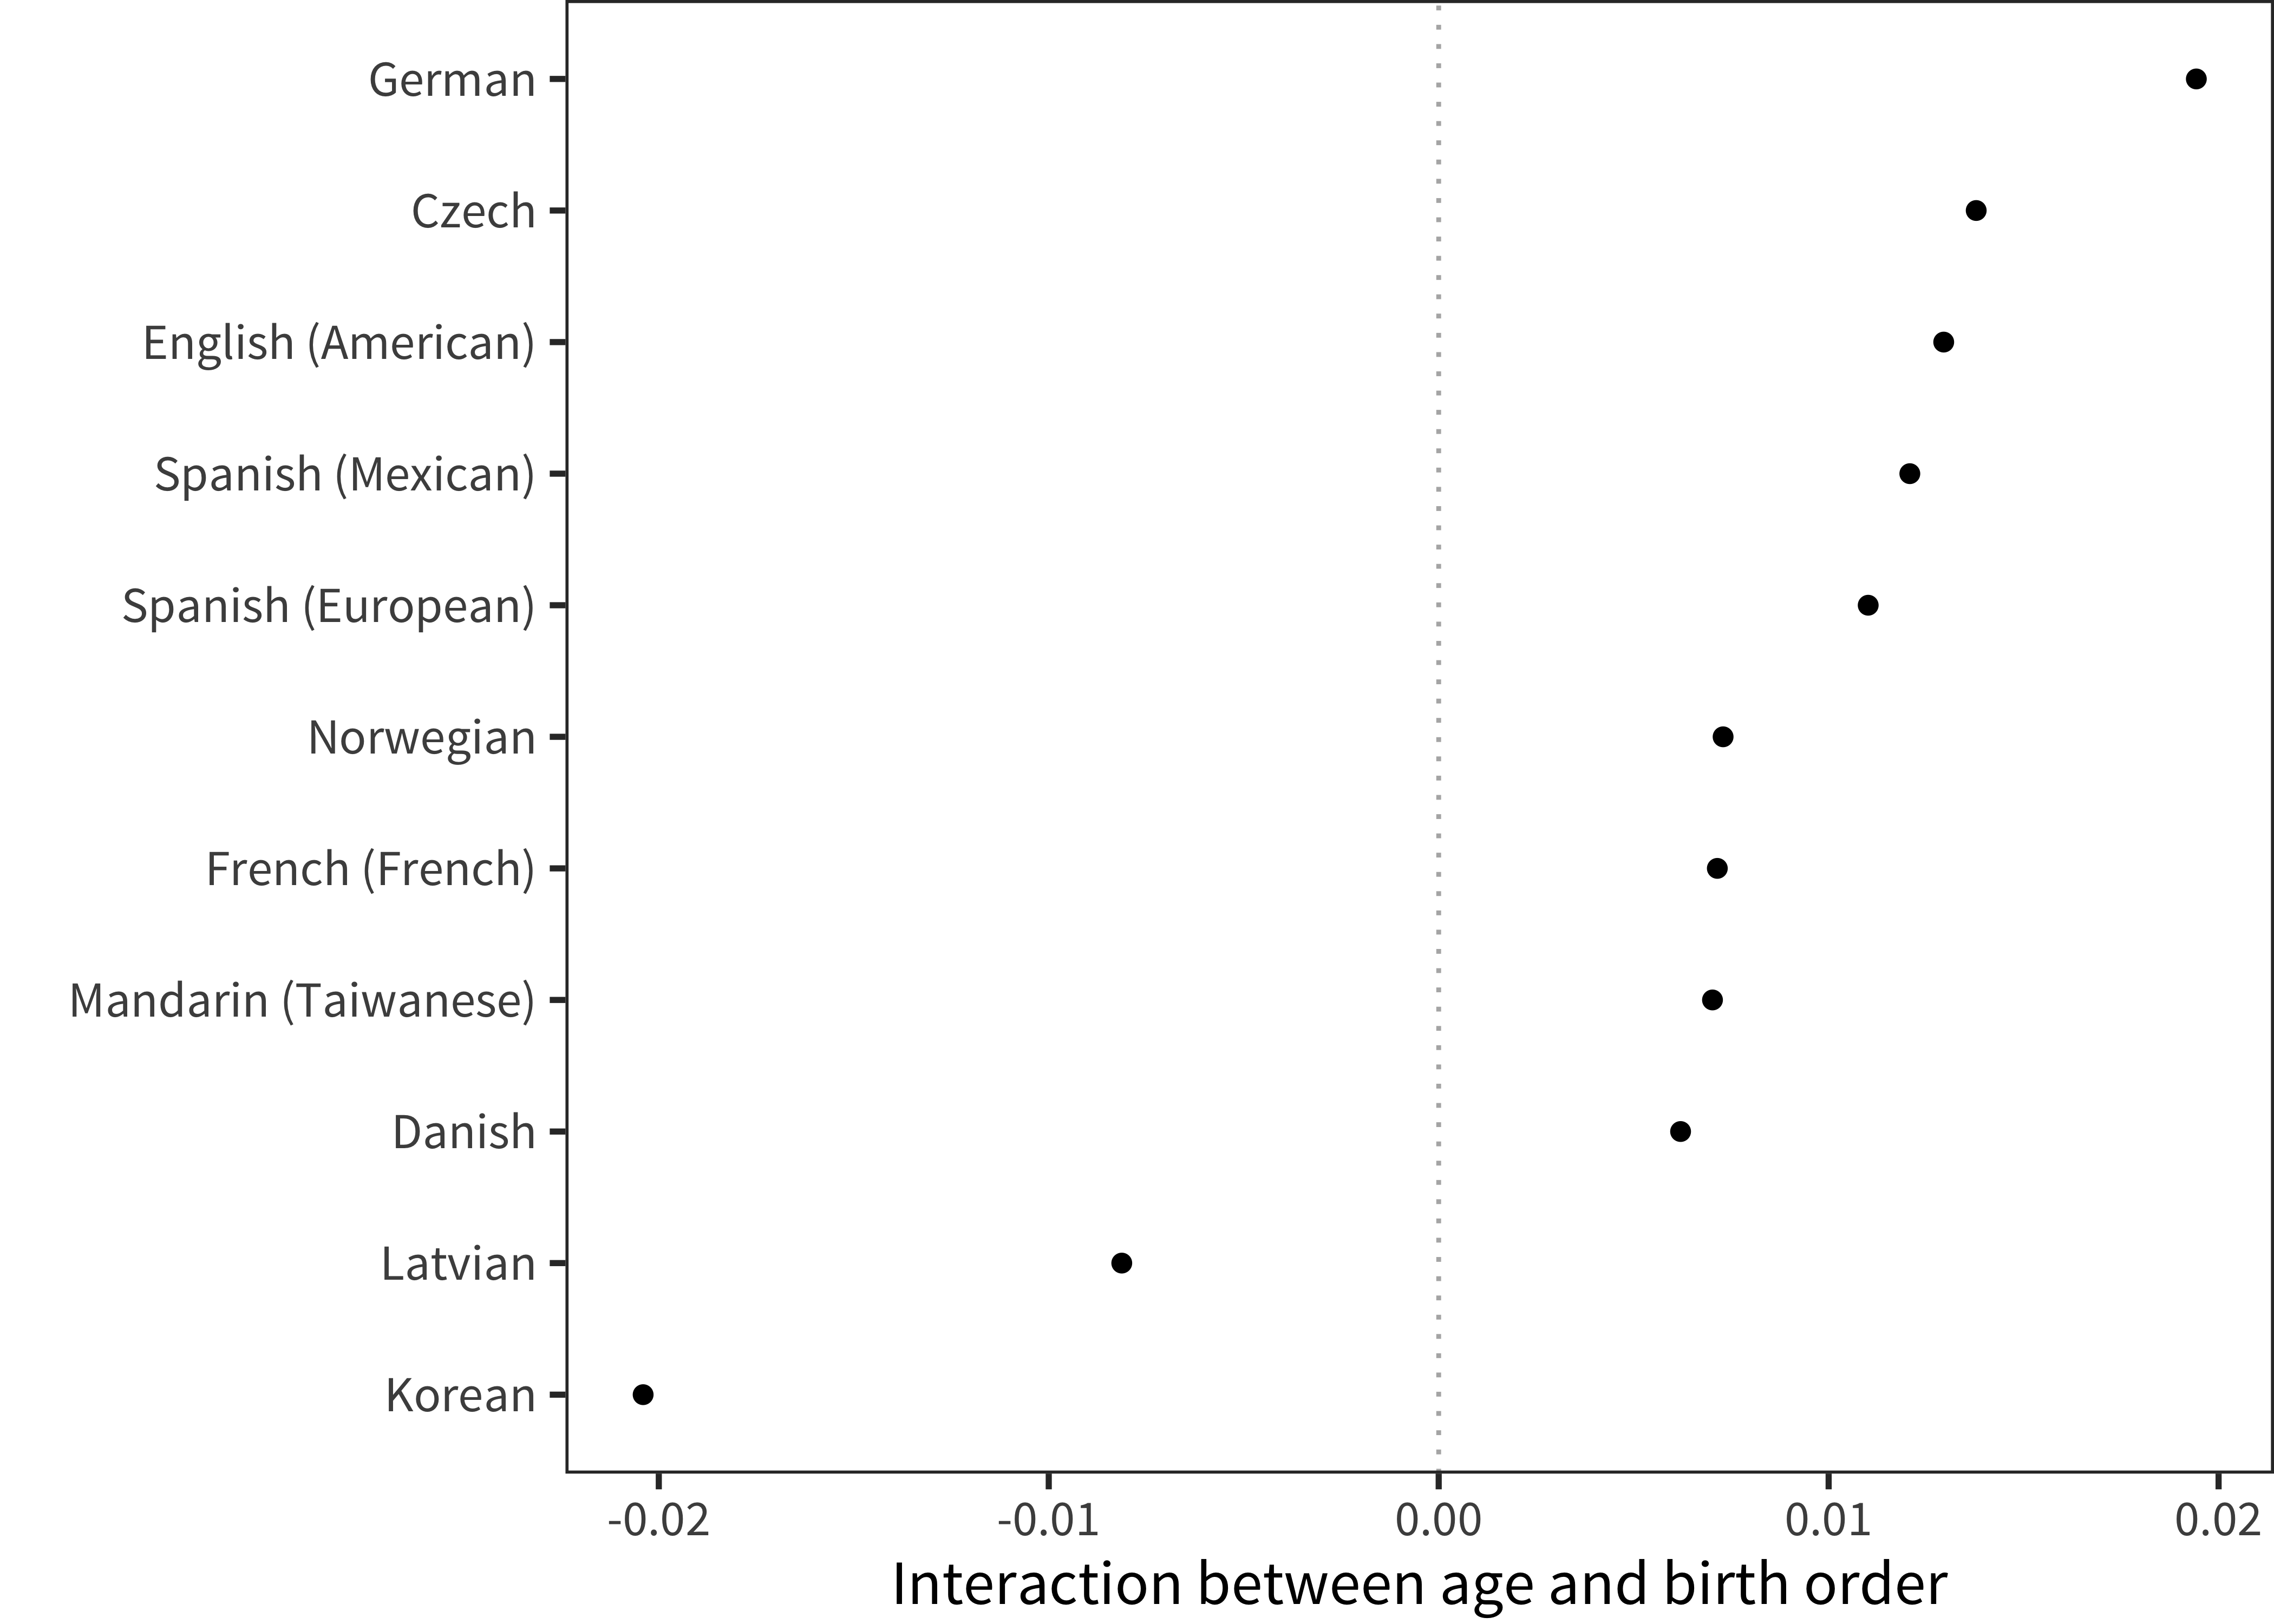 German
Czech
English (American)
Spanish (Mexican)
Spanish (European)
Norwegian
French (French)
Mandarin (Taiwanese)
Danish
Latvian
Korean
-0.02 -0.01 0.00 0.01 0.02
Interaction between age and birth order